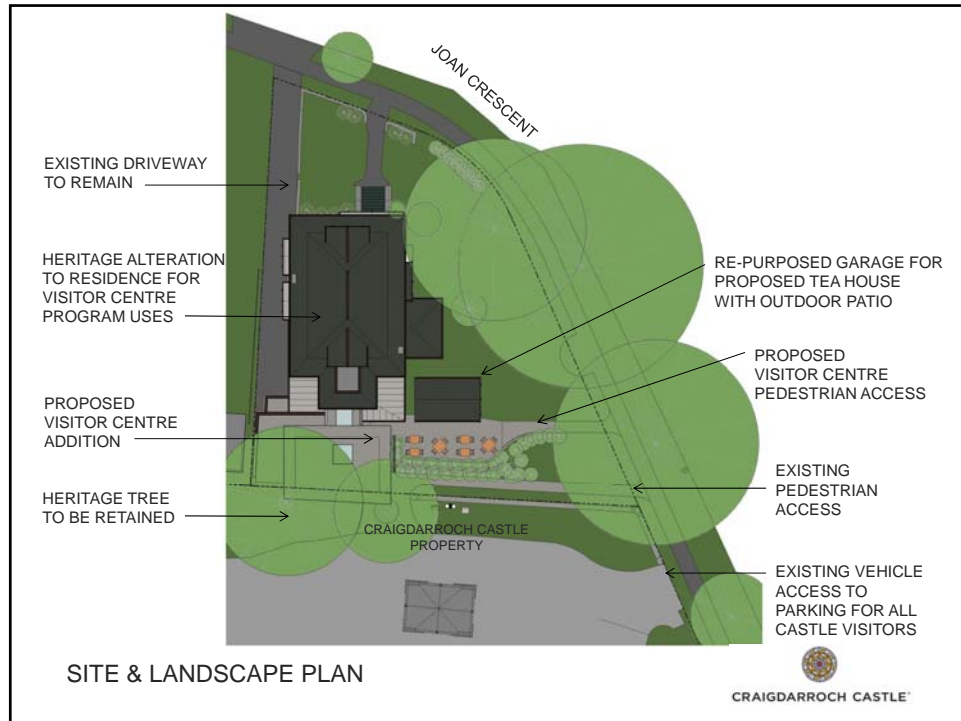 JOAN CRESCENT
EXISTING DRIVEWAY
TO REMAIN
HERITAGE ALTERATION
TO RESIDENCE FOR
VISITOR CENTRE
PROGRAM USES
PROPOSED
VISITOR CENTRE
ADDITION
HERITAGE TREE
TO BE RETAINED
RE-PURPOSED GARAGE FOR
PROPOSED TEA HOUSE
WITH OUTDOOR PATIO
PROPOSED
VISITOR CENTRE
PEDESTRIAN ACCESS
EXISTING
PEDESTRIAN
ACCESS
EXISTING VEHICLE
ACCESS TO
PARKING FOR ALL
CASTLE VISITORS
CRAIGDARROCH CASTLE
PROPERTY
SITE & LANDSCAPE PLAN
CRAIGDARROCH CASTLE